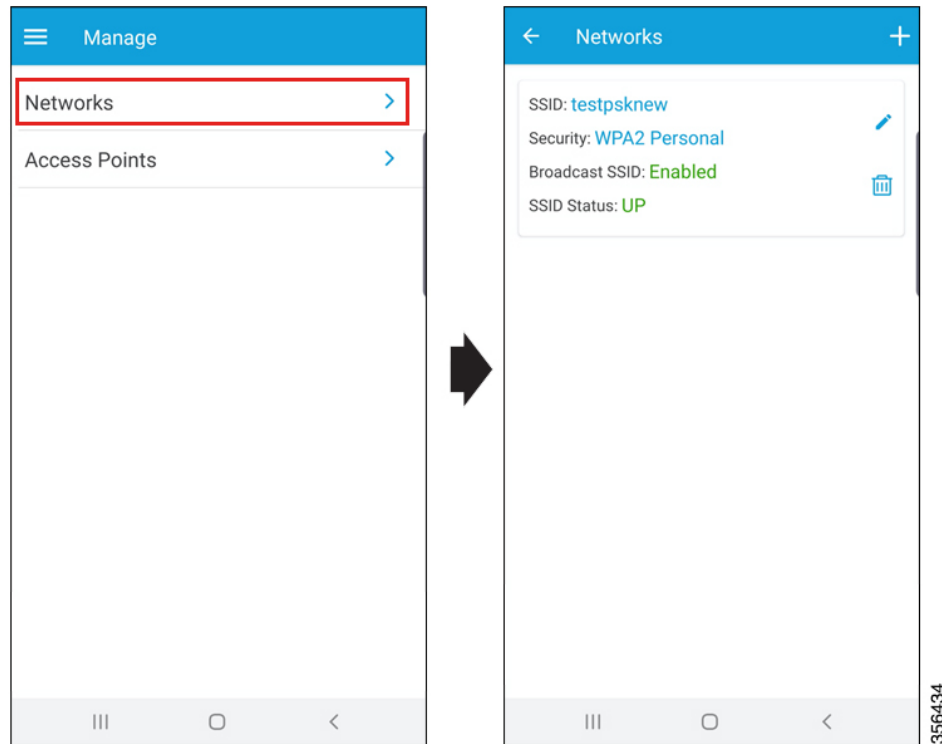 Manage
Networks
Access Points
Networks
SSID: testpsknew
Security: WPA2 Personal
Broadcast SSID: Enabled
SSID Status: UP
356434